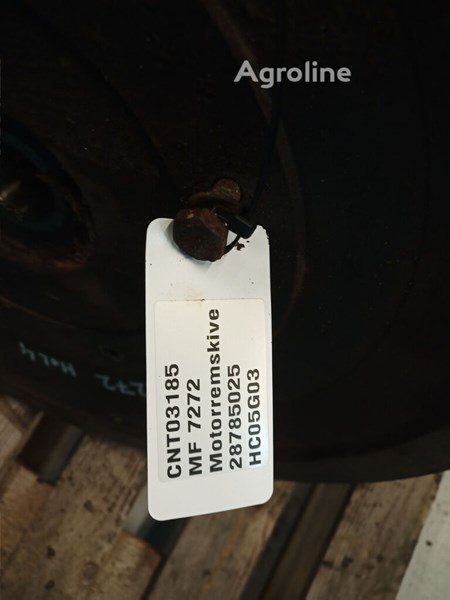 Agroline
CNT03185
MF 7272
Motorremskive
28785025
HC05G03